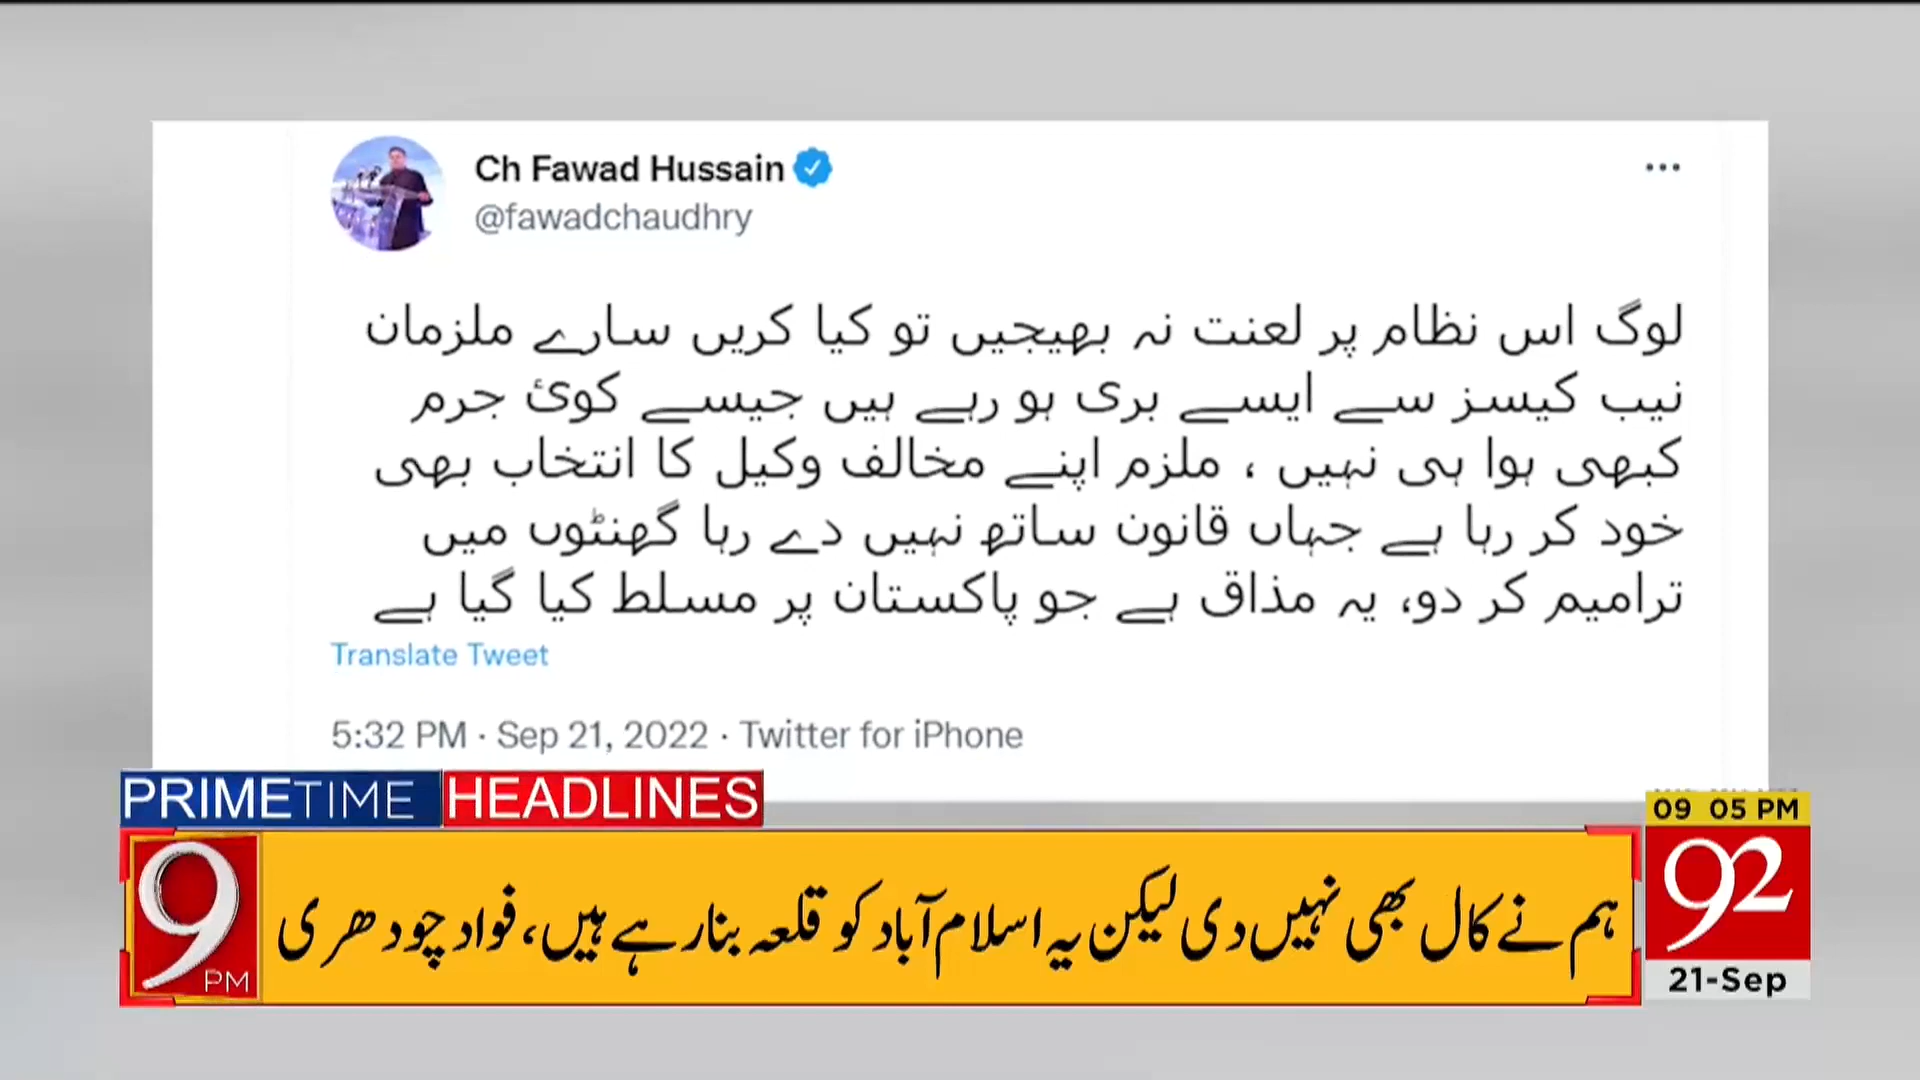 Ch Fawad Hussain
@fawadchaudhry
لوگ اس نظام پر لعنت نہ بھیجیں تو کیا کریں سارے ملزمان
نیب کیسز سے ایسے بری ہو رہے ہیں جیسے کوئ جرم
کبھی ہوا ہی نہیں ، ملزم اپنے مخالف وکیل کا انتخاب بھی
خود کر رہا ہے جہاں قانون ساتھ نہیں دے رہا گھنٹوں میں
ترامیم کر دو، یہ مذاق ہے جو پاکستان پر مسلط کیا گیا ہے
Translate Tweet
5:32 PM · Sep 21, 2022 · Twitter for iPhone
PRIMETIME HEADLINES
09 05 PM
9 PM
ہم نے کال بھی نہیں دی لیکن یہ اسلام آباد کو قلعہ بنا رہے ہیں، فواد چودھری
92
21-Sep